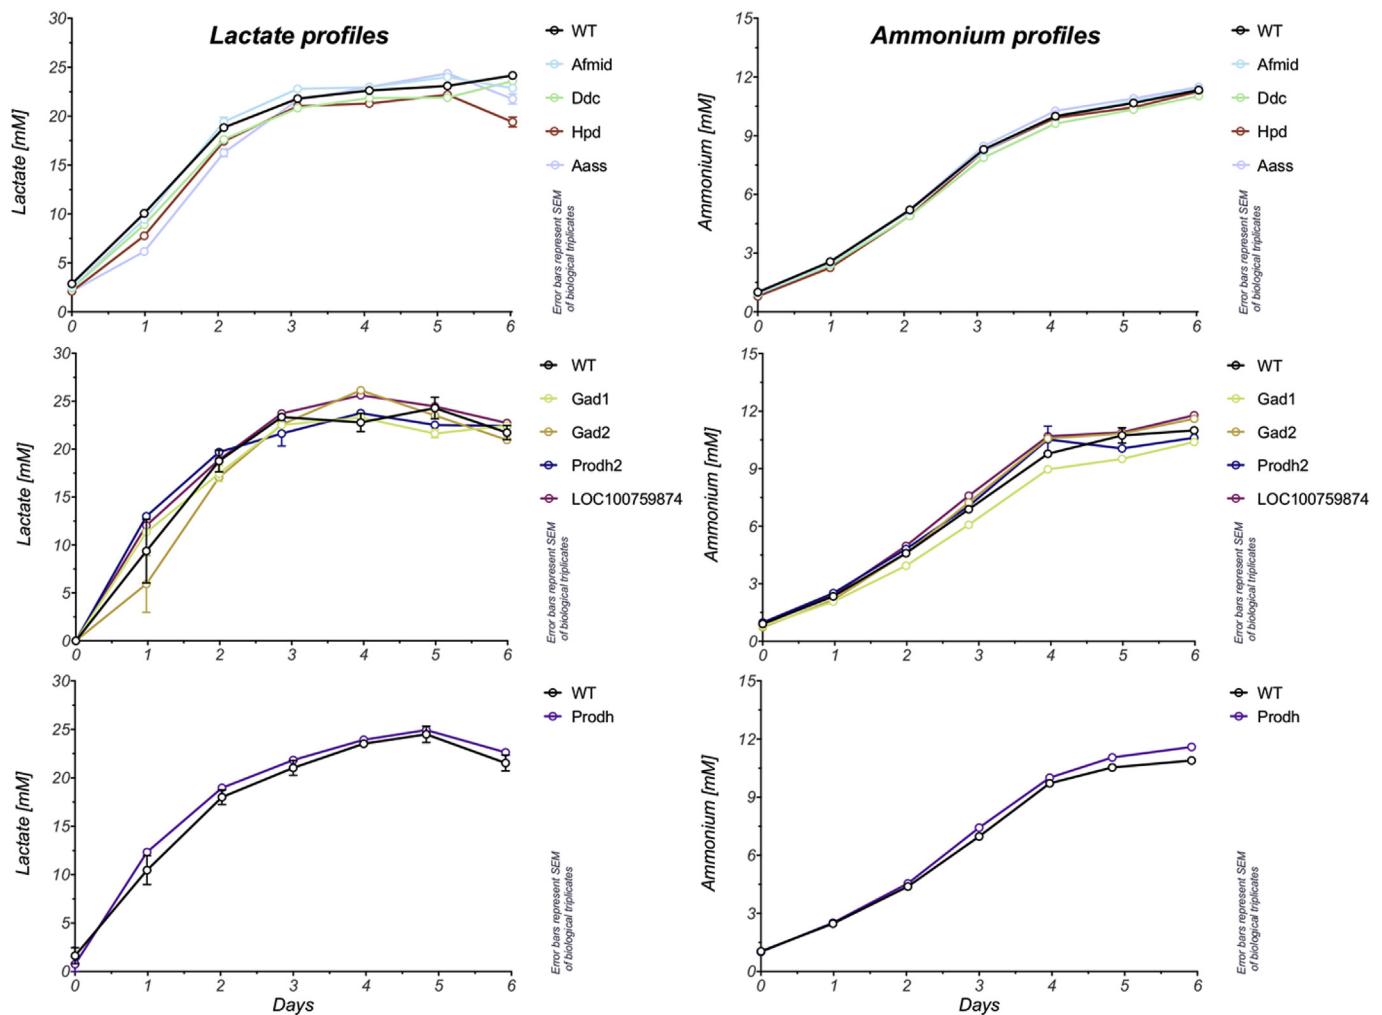 Lactate profiles
Lactate [mM]
30
25
20
15
10
5
0
0 1 2 3 4 5 6
WT
Afmid
Ddc
Hpd
Aass
Error bars represent SEM
of biological triplicates
Ammonium profiles
Ammonium [mM]
15
12
9
6
3
0
0 1 2 3 4 5 6
WT
Afmid
Ddc
Hpd
Aass
Error bars represent SEM
of biological triplicates
Lactate [mM]
30
25
20
15
10
5
0
0 1 2 3 4 5 6
WT
Gad1
Gad2
Prodh2
LOC100759874
Error bars represent SEM
of biological triplicates
Ammonium [mM]
15
12
9
6
3
0
0 1 2 3 4 5 6
WT
Gad1
Gad2
Prodh2
LOC100759874
Error bars represent SEM
of biological triplicates
Lactate [mM]
30
25
20
15
10
5
0
0 1 2 3 4 5 6
Days
WT
Prodh
Error bars represent SEM
of biological triplicates
Ammonium [mM]
15
12
9
6
3
0
0 1 2 3 4 5 6
Days
WT
Prodh
Error bars represent SEM
of biological triplicates